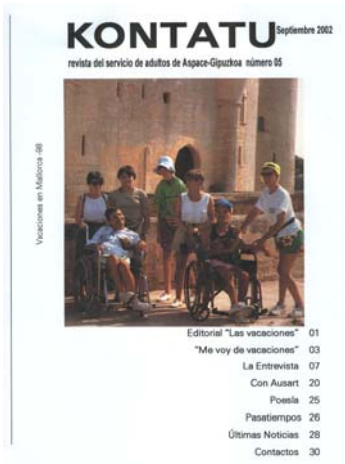 KONTATU
Septiembre 2002
revista del servicio de adultos de Aspace-Gipuzkoa número 05
Vacaciones en Mallorca -98
Editorial "Las vacaciones" 01
"Me voy de vacaciones" 03
La Entrevista 07
Con Ausart 20
Poesía 25
Pasatiempos 26
Últimas Noticias 28
Contactos 30